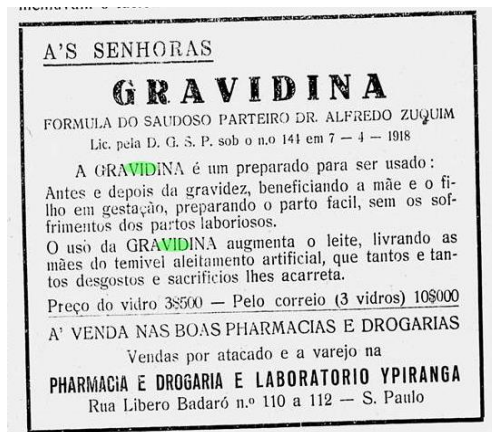 A'S SENHORAS
GRAVIDINA
FORMULA DO SAUDOSO PARTEIRO DR. ALFREDO ZUQUIM
Lic. pela D. G. S. P. sob o n.o 144 em 7 — 4 — 1918
A GRAVIDINA é um preparado para ser usado:
Antes e depois da gravidez, beneficiando a mãe e o fi-
lho em gestação, preparando o parto facil, sem os sof-
frimentos dos partos laboriosos.
O uso da GRAVIDINA augmenta o leite, livrando as
mães do temivel aleitamento artificial, que tantos e tan-
tos desgostos e sacrificios lhes acarreta.
Preço do vidro 3$500 — Pelo correio (3 vidros) 10$000
A' VENDA NAS BOAS PHARMACIAS E DROGARIAS
Vendas por atacado e a varejo na
PHARMACIA E DROGARIA E LABORATORIO YPIRANGA
Rua Libero Badaró n.º 110 a 112 — S. Paulo